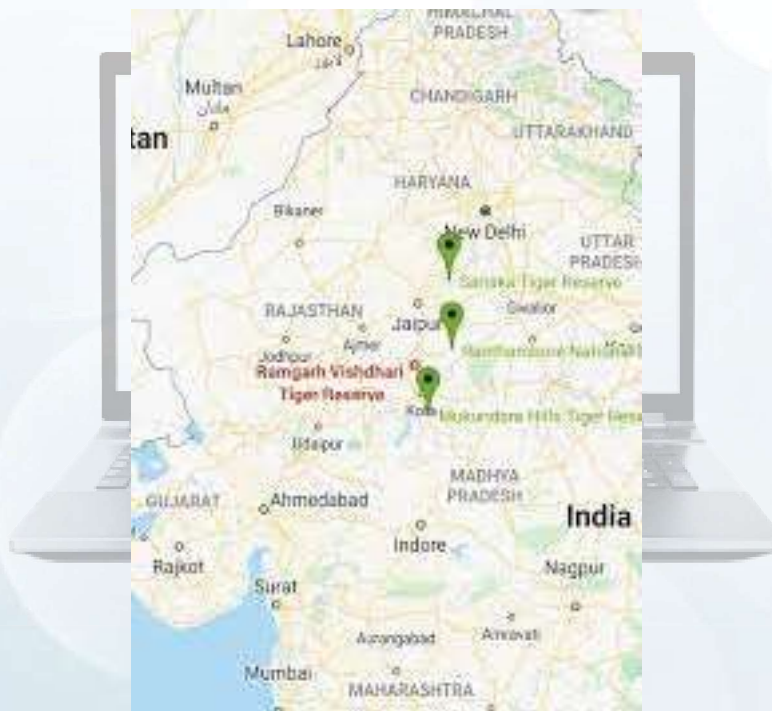 HIMACHAL
PRADESH
Lahore
لاہور
Multan
ملتان
CHANDIGARH
tan
UTTARAKHAND
HARYANA
Bikaner
New Delhi
UTTAR
PRADESH
Sariska Tiger Reserve
RAJASTHAN
Jaipur
Gwalior
Ajmer
Jodhpur
Ranthambore National
Ramgarh Vishdhari
Tiger Reserve
Kota
Mukundara Hills Tiger Rese
Udaipur
MADHYA
PRADESH
GUJARAT
Ahmedabad
India
Indore
Rajkot
Nagpur
Surat
Aurangabad
Amravati
Mumbai
MAHARASHTRA